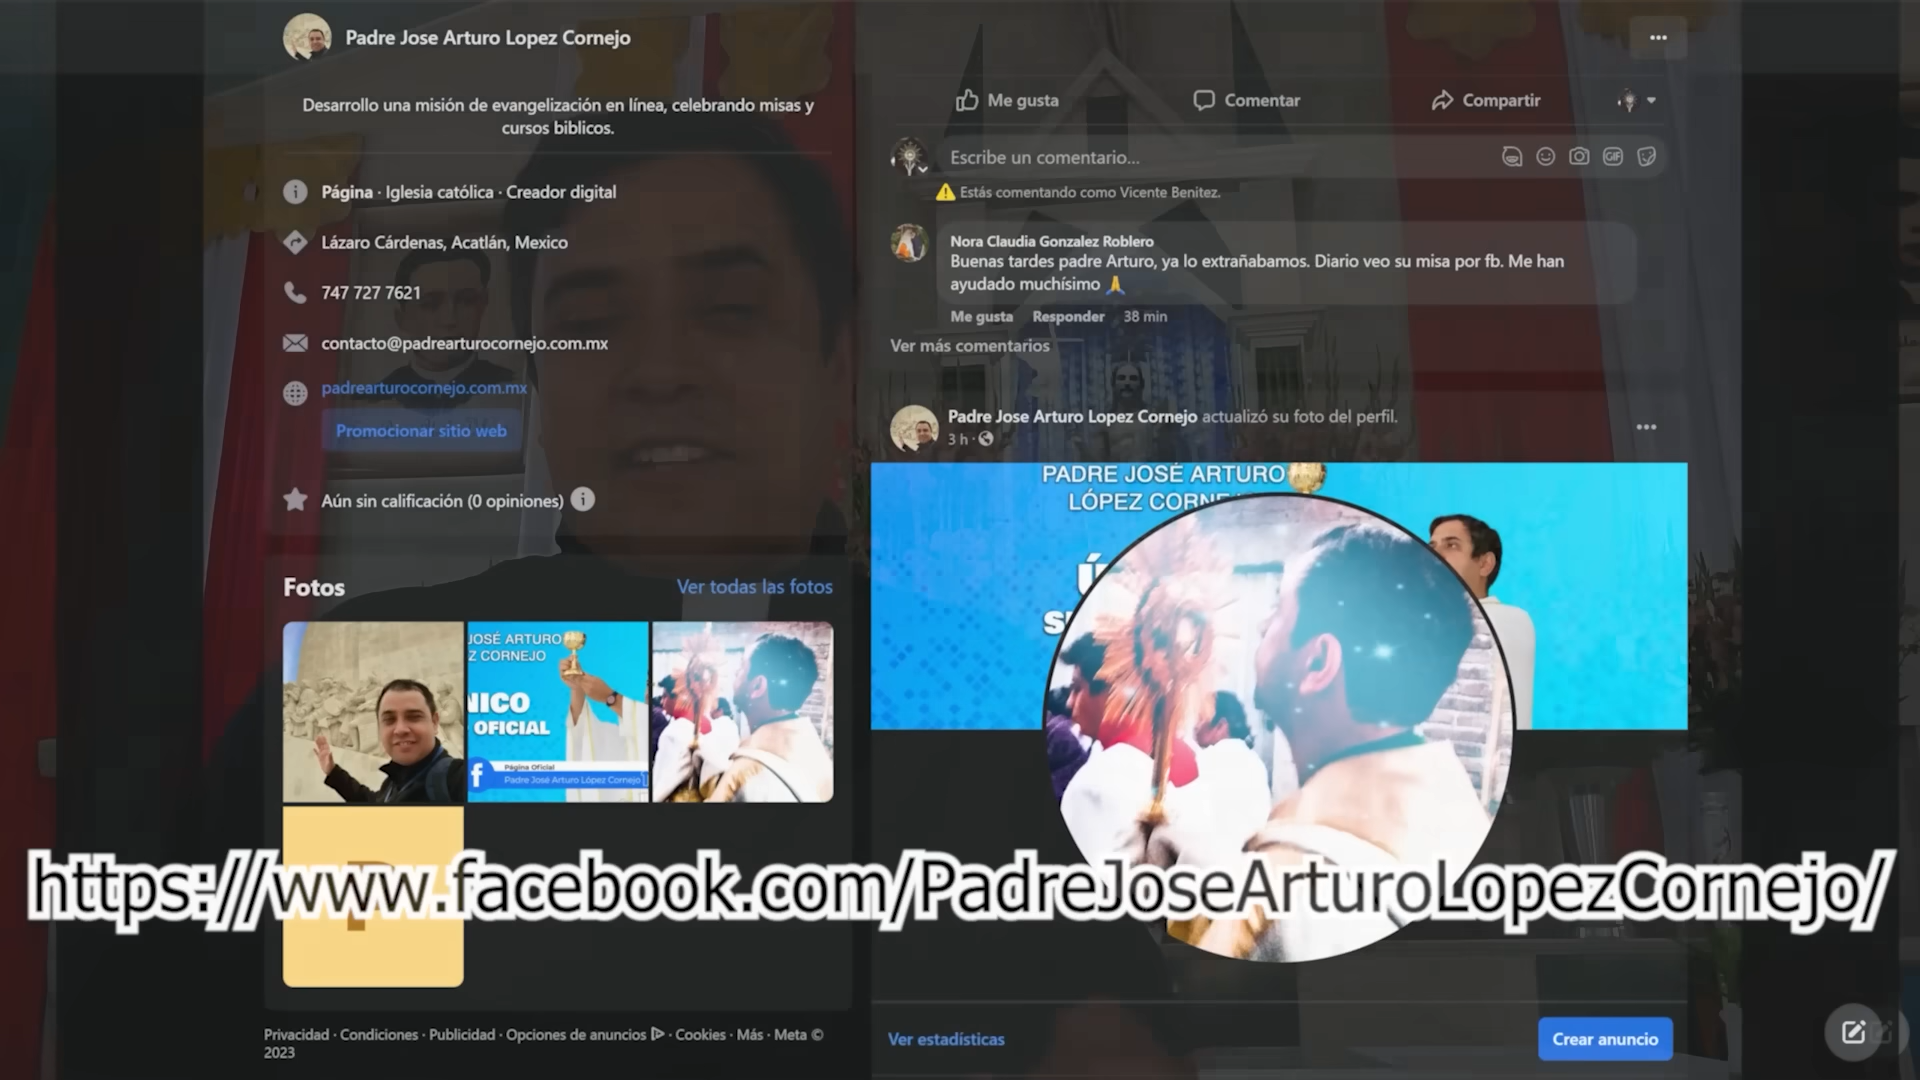 Padre Jose Arturo Lopez Cornejo
Desarrollo una misión de evangelización en línea, celebrando misas y
cursos biblicos.
Página · Iglesia católica · Creador digital
Lázaro Cárdenas, Acatlán, Mexico
747 727 7621
contacto@padrearturocornejo.com.mx
padrearturocornejo.com.mx
Promocionar sitio web
Aún sin calificación (0 opiniones)
Fotos
Ver todas las fotos
JOSÉ ARTURO
Z CORNEJO
NICO
OFICIAL
Página Oficial
Padre José Arturo López Cornejo
P
Privacidad · Condiciones · Publicidad · Opciones de anuncios · Cookies · Más · Meta ©
2023
Me gusta
Comentar
Compartir
Escribe un comentario...
GIF
Estás comentando como Vicente Benitez.
Nora Claudia Gonzalez Roblero
Buenas tardes padre Arturo, ya lo extrañabamos. Diario veo su misa por fb. Me han
ayudado muchísimo 🙏
Me gusta Responder 38 min
Ver más comentarios
Padre Jose Arturo Lopez Cornejo actualizó su foto del perfil.
3 h ·
PADRE JOSÉ ARTURO
LÓPEZ CORNE
https://www.facebook.com/PadreJoseArturoLopezCornejo/
Ver estadísticas
Crear anuncio